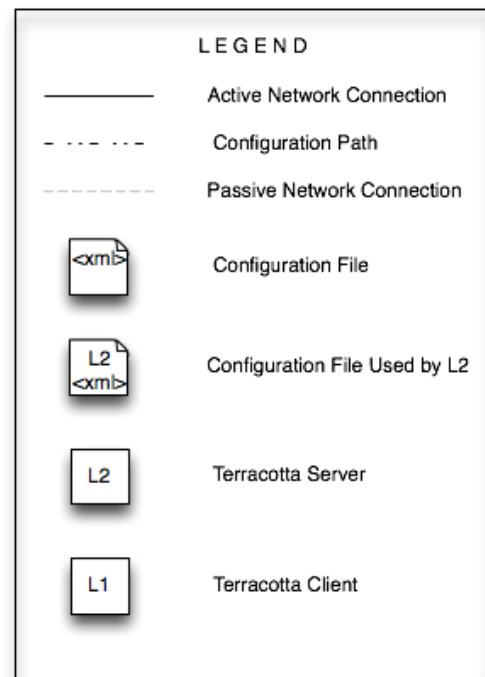 LEGEND
Active Network Connection
Configuration Path
Passive Network Connection
<xml>
Configuration File
L2
<xml>
Configuration File Used by L2
L2
Terracotta Server
L1
Terracotta Client